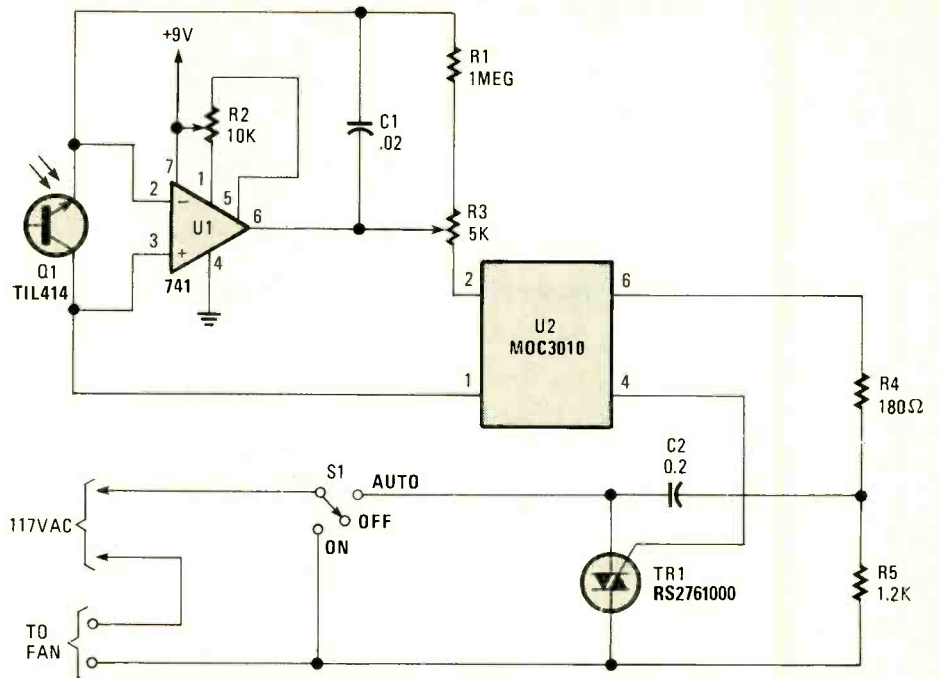 +9V
R1
1MEG
R2
10K
C1
.02
7
1
5
2
6
U1
3
4
R3
5K
Q1
TIL414
741
2
6
U2
MOC3010
1
4
R4
180Ω
C2
0.2
S1
AUTO
OFF
ON
117VAC
TR1
RS2761000
R5
1.2K
TO
FAN